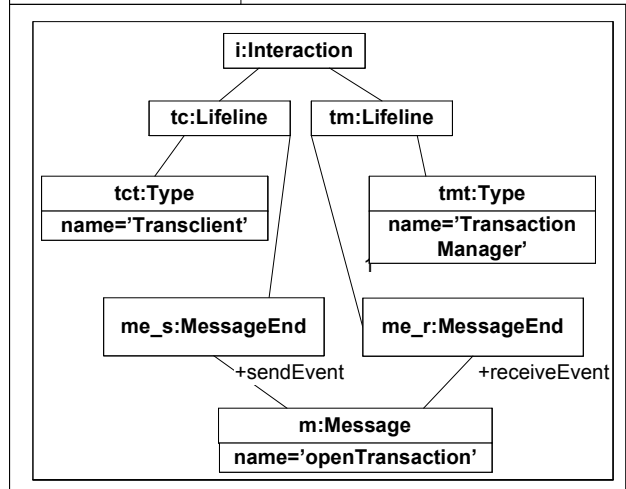 i:Interaction
tc:Lifeline
tm:Lifeline
tct:Type
name=’Transclient’
tmt:Type
name=’Transaction
Manager’
1
me_s:MessageEnd
me_r:MessageEnd
+sendEvent
+receiveEvent
m:Message
name=’openTransaction’